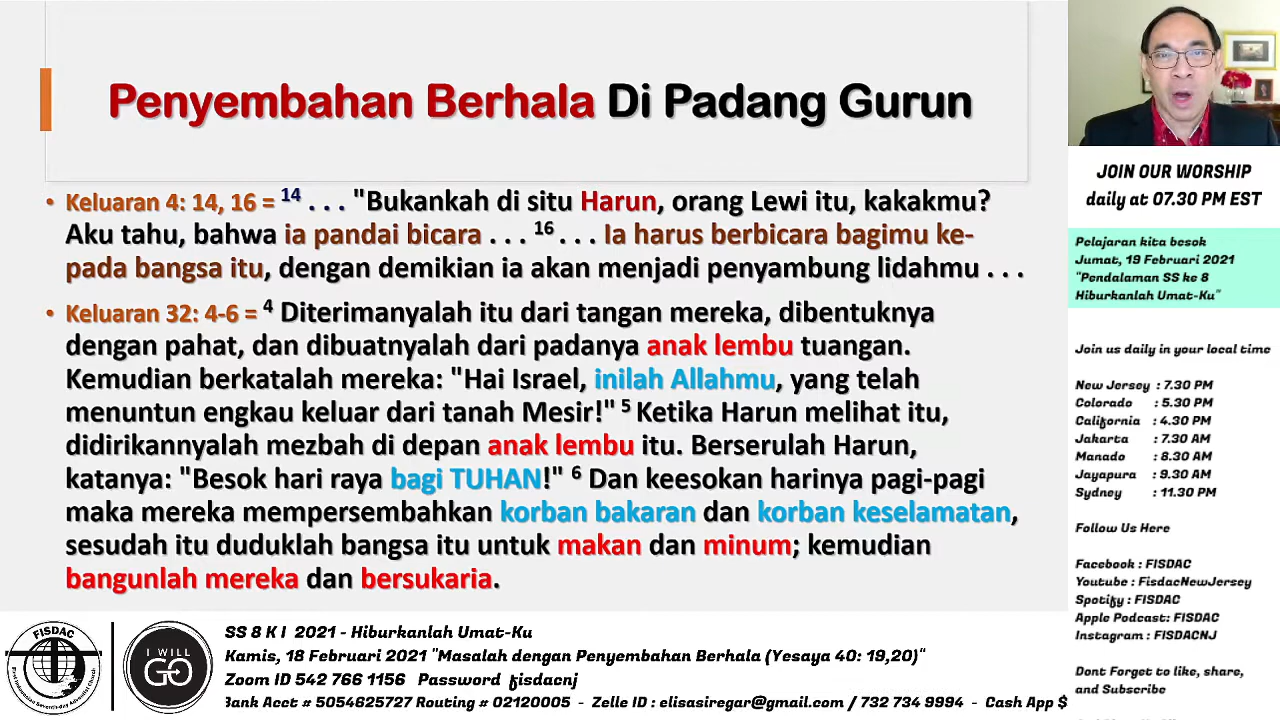 Penyembahan Berhala Di Padang Gurun
• Keluaran 4: 14, 16 = 14 . . . "Bukankah di situ Harun, orang Lewi itu, kakakmu?
Aku tahu, bahwa ia pandai bicara . . . 16 . . . Ia harus berbicara bagimu ke-
pada bangsa itu, dengan demikian ia akan menjadi penyambung lidahmu . . .
• Keluaran 32: 4-6 = 4 Diterimanyalah itu dari tangan mereka, dibentuknya
dengan pahat, dan dibuatnyalah dari padanya anak lembu tuangan.
Kemudian berkatalah mereka: "Hai Israel, inilah Allahmu, yang telah
menuntun engkau keluar dari tanah Mesir!" 5 Ketika Harun melihat itu,
didirikannyalah mezbah di depan anak lembu itu. Berserulah Harun,
katanya: "Besok hari raya bagi TUHAN!" 6 Dan keesokan harinya pagi-pagi
maka mereka mempersembahkan korban bakaran dan korban keselamatan,
sesudah itu duduklah bangsa itu untuk makan dan minum; kemudian
bangunlah mereka dan bersukaria.
JOIN OUR WORSHIP
daily at 07.30 PM EST
Pelajaran kita besok
Jumat, 19 Februari 2021
"Pendalaman SS ke 8
Hiburkanlah Umat-Ku"
Join us daily in your local time
New Jersey : 7.30 PM
Colorado : 5.30 PM
California : 4.30 PM
Jakarta : 7.30 AM
Manado : 8.30 AM
Jayapura : 9.30 AM
Sydney : 11.30 PM
Follow Us Here
Facebook : FISDAC
Youtube : FisdacNewJersey
Spotify : FISDAC
Apple Podcast: FISDAC
Instagram : FISDACNJ
Dont Forget to like, share,
and Subscribe
FISDAC
I WILL
GO
SS 8 K I 2021 - Hiburkanlah Umat-Ku
Kamis, 18 Februari 2021 "Masalah dengan Penyembahan Berhala (Yesaya 40: 19,20)"
Zoom ID 542 766 1156 Password fisdacnj
Bank Acct # 5054625727 Routing # 02120005 - Zelle ID : elisasiregar@gmail.com / 732 734 9994 - Cash App $